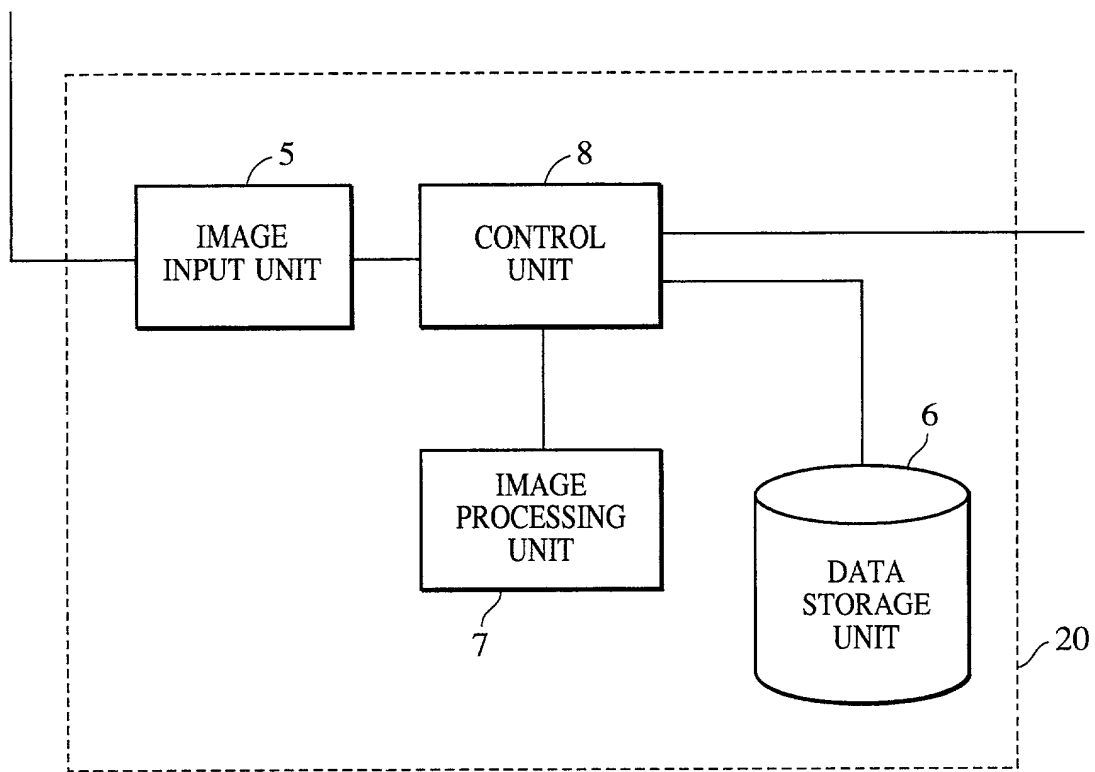 5
IMAGE
INPUT UNIT
8
CONTROL
UNIT
IMAGE
PROCESSING
UNIT
7
6
DATA
STORAGE
UNIT
20